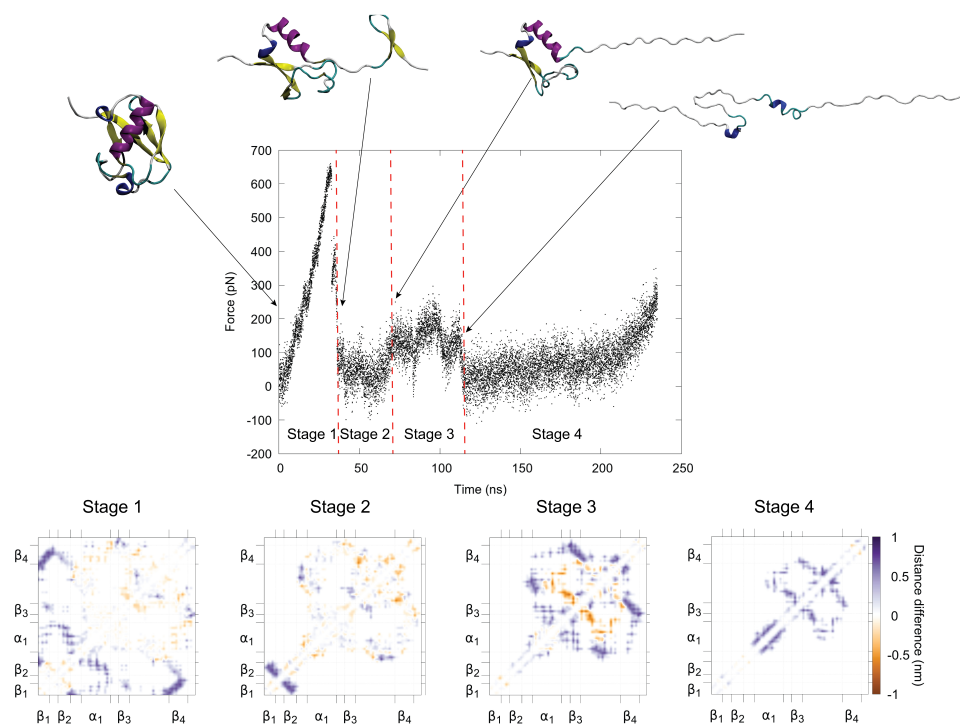 700
600
500
400
300
200
100
0
-100
-200
Force (pN)
Stage 1 Stage 2 Stage 3 Stage 4
0 50 100 150 200 250
Time (ns)
Stage 1 Stage 2 Stage 3 Stage 4
β4 β4 β4 β4
β3 β3 β3 β3
α1 α1 α1 α1
β2 β2 β2 β2
β1 β1 β1 β1
β1 β2 α1 β3 β4 β1 β2 α1 β3 β4 β1 β2 α1 β3 β4 β1 β2 α1 β3 β4
1
0.5
0
-0.5
-1
Distance difference (nm)